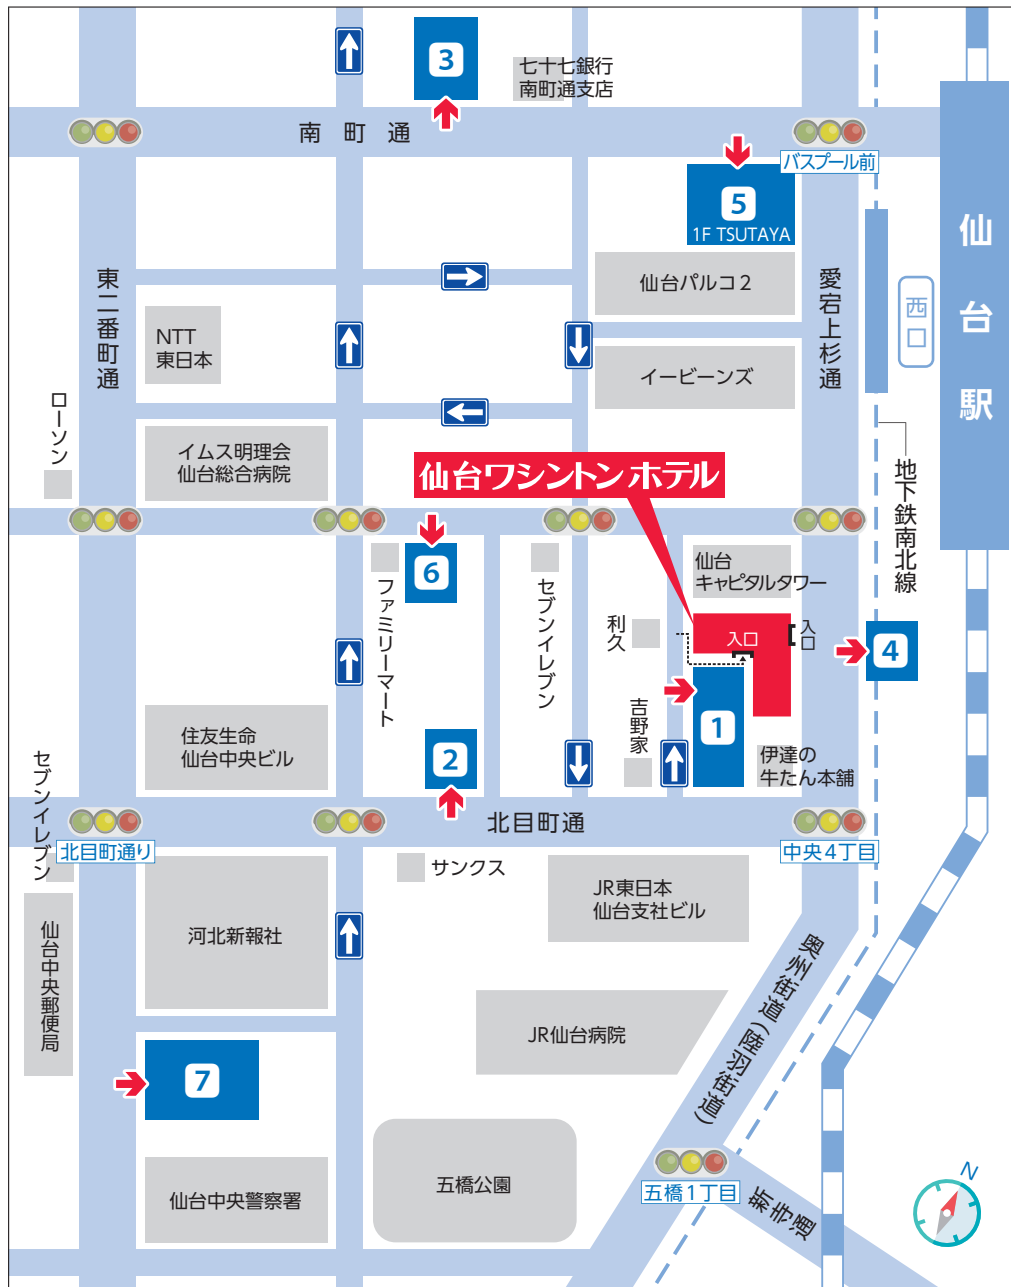 3
七十七銀行
南町通支店
南町通
バスプール前
5
1F TSUTAYA
仙台駅
西口
東二番町通
仙台パルコ2
愛宕上杉通
NTT
東日本
イービーンズ
ローソン
イムス明理会
仙台総合病院
仙台ワシントンホテル
地下鉄南北線
6
ファミリーマート
セブンイレブン
仙台
キャピタルタワー
利久
入口
入口
4
1
吉野家
住友生命
仙台中央ビル
2
伊達の
牛たん本舗
セブンイレブン
北目町通り
北目町通
中央4丁目
サンクス
JR東日本
仙台支社ビル
仙台中央郵便局
河北新報社
奥州街道(陸羽街道)
JR仙台病院
7
五橋1丁目
新寺通
仙台中央警察署
五橋公園
N